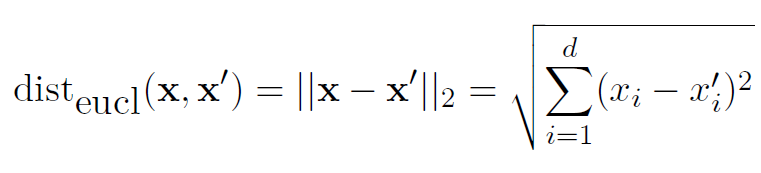 dist_eucl(x, x′) = ||x − x′||₂ = √∑_{i=1}^{d}(x_i − x′_i)²